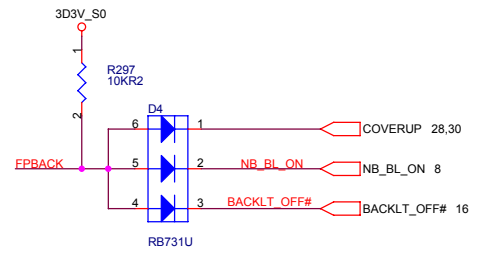 3D3V_S0
1
R297
10KR2
2
D4
6 1 COVERUP 28,30
FPBACK 5 2 NB_BL_ON NB_BL_ON 8
4 3 BACKLT_OFF# BACKLT_OFF# 16
RB731U